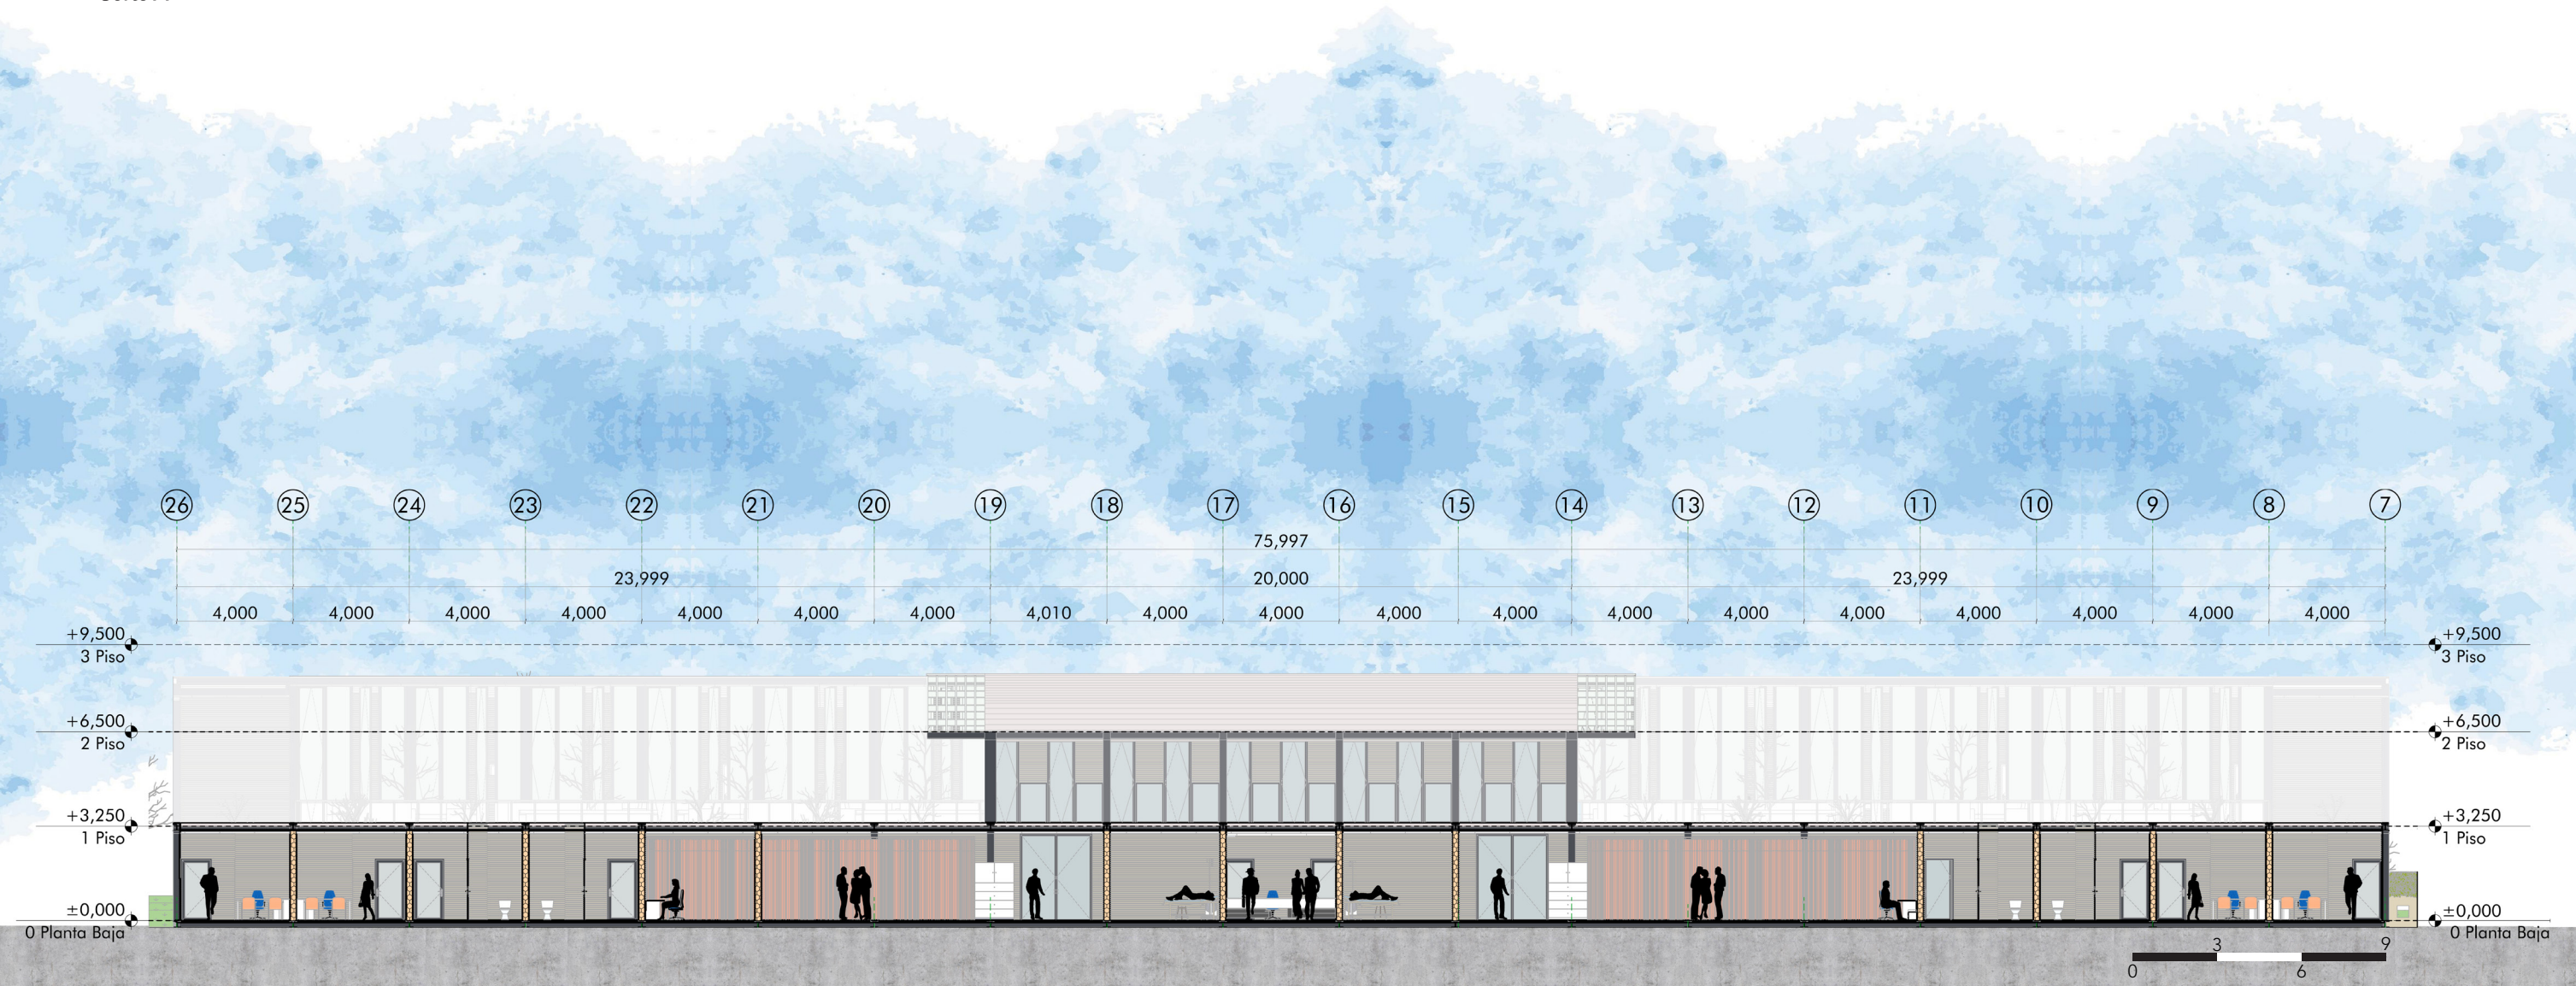 26 25 24 23 22 21 20 19 18 17 16 15 14 13 12 11 10 9 8 7
75,997
23,999 20,000 23,999
4,000 4,000 4,000 4,000 4,000 4,000 4,000 4,010 4,000 4,000 4,000 4,000 4,000 4,000 4,000 4,000 4,000 4,000 4,000
+9,500 +9,500
3 Piso 3 Piso
+6,500 +6,500
2 Piso 2 Piso
+3,250 +3,250
1 Piso 1 Piso
±0,000 ±0,000
0 Planta Baja 0 Planta Baja
3 9
0 6